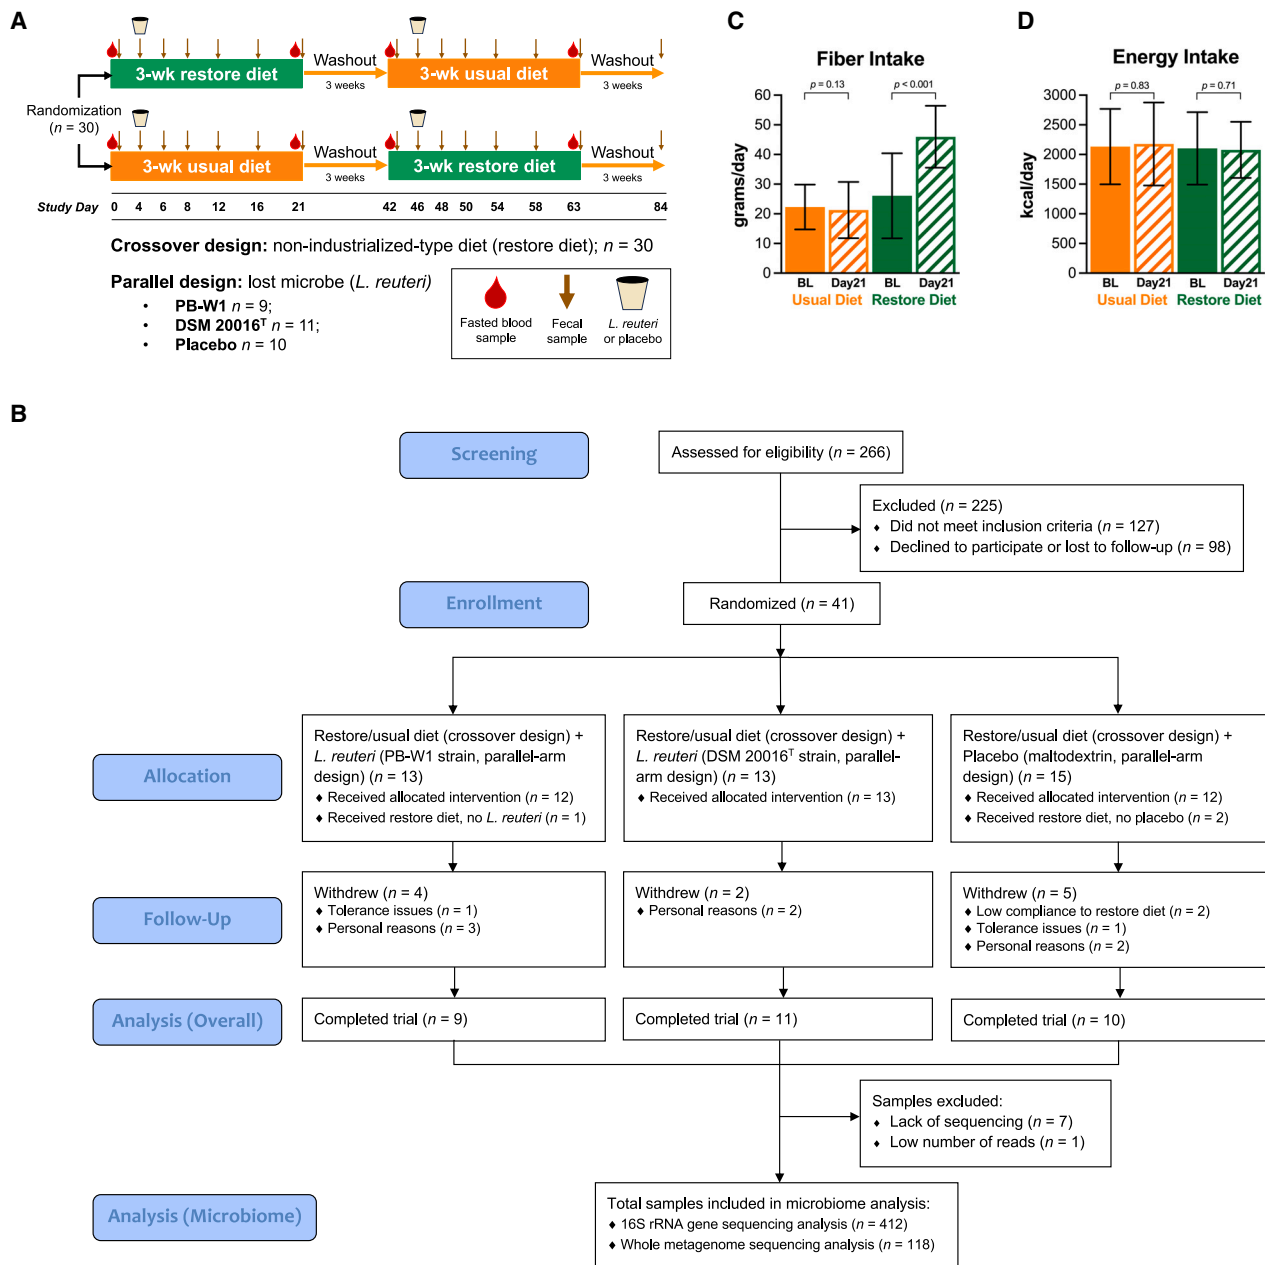 A
3-wk restore diet
Washout
3 weeks
3-wk usual diet
Washout
3 weeks
Randomization
(n = 30)
3-wk usual diet
Washout
3 weeks
3-wk restore diet
Washout
3 weeks
Study Day 0 4 6 8 12 16 21 42 46 48 50 54 58 63 84
Crossover design: non-industrialized-type diet (restore diet); n = 30
Parallel design: lost microbe (L. reuteri)
• PB-W1 n = 9;
• DSM 20016ᵀ n = 11;
• Placebo n = 10
Fasted blood
sample
Fecal
sample
L. reuteri
or placebo
C
Fiber Intake
p = 0.13
p < 0.001
grams/day
60
50
40
30
20
10
0
BL Day21 BL Day21
Usual Diet Restore Diet
D
Energy Intake
p = 0.83
p = 0.71
kcal/day
3000
2500
2000
1500
1000
500
0
BL Day21 BL Day21
Usual Diet Restore Diet
B
Screening
Assessed for eligibility (n = 266)
Excluded (n = 225)
♦ Did not meet inclusion criteria (n = 127)
♦ Declined to participate or lost to follow-up (n = 98)
Enrollment
Randomized (n = 41)
Allocation
Restore/usual diet (crossover design) +
L. reuteri (PB-W1 strain, parallel-arm
design) (n = 13)
♦ Received allocated intervention (n = 12)
♦ Received restore diet, no L. reuteri (n = 1)
Restore/usual diet (crossover design) +
L. reuteri (DSM 20016ᵀ strain, parallel-
arm design) (n = 13)
♦ Received allocated intervention (n = 13)
Restore/usual diet (crossover design) +
Placebo (maltodextrin, parallel-arm
design) (n = 15)
♦ Received allocated intervention (n = 12)
♦ Received restore diet, no placebo (n = 2)
Follow-Up
Withdrew (n = 4)
♦ Tolerance issues (n = 1)
♦ Personal reasons (n = 3)
Withdrew (n = 2)
♦ Personal reasons (n = 2)
Withdrew (n = 5)
♦ Low compliance to restore diet (n = 2)
♦ Tolerance issues (n = 1)
♦ Personal reasons (n = 2)
Analysis (Overall)
Completed trial (n = 9)
Completed trial (n = 11)
Completed trial (n = 10)
Samples excluded:
♦ Lack of sequencing (n = 7)
♦ Low number of reads (n = 1)
Analysis (Microbiome)
Total samples included in microbiome analysis:
♦ 16S rRNA gene sequencing analysis (n = 412)
♦ Whole metagenome sequencing analysis (n = 118)